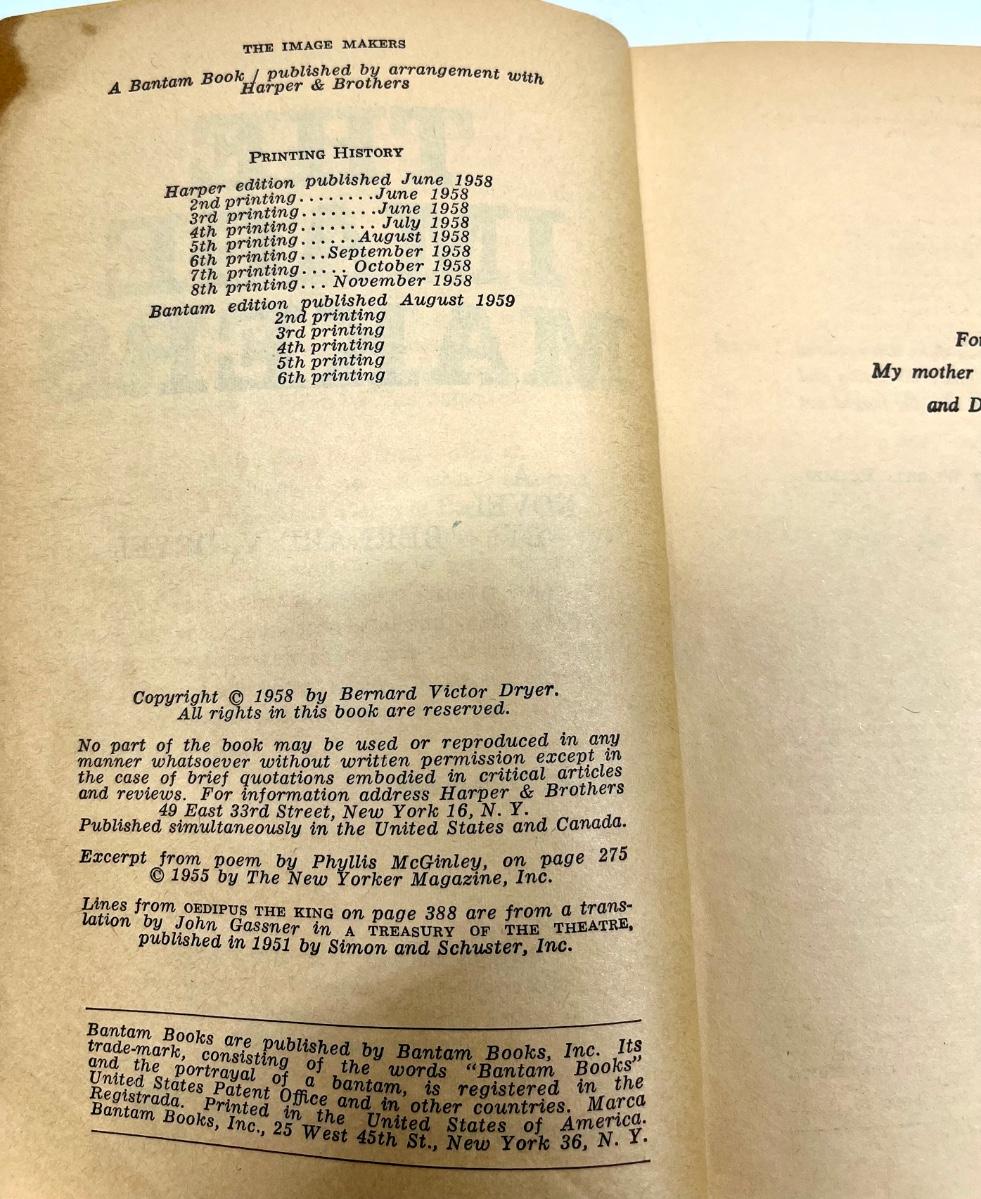 THE IMAGE MAKERS
A Bantam Book / published by arrangement with
Harper & Brothers
PRINTING HISTORY
Harper edition published June 1958
2nd printing........June 1958
3rd printing........June 1958
4th printing........July 1958
5th printing......August 1958
6th printing...September 1958
7th printing..... October 1958
8th printing... November 1958
Bantam edition published August 1959
2nd printing
3rd printing
4th printing
5th printing
6th printing
Copyright © 1958 by Bernard Victor Dryer.
All rights in this book are reserved.
No part of the book may be used or reproduced in any
manner whatsoever without written permission except in
the case of brief quotations embodied in critical articles
and reviews. For information address Harper & Brothers
49 East 33rd Street, New York 16, N. Y.
Published simultaneously in the United States and Canada.
Excerpt from poem by Phyllis McGinley, on page 275
© 1955 by The New Yorker Magazine, Inc.
Lines from OEDIPUS THE KING on page 388 are from a trans-
lation by John Gassner in A TREASURY OF THE THEATRE,
published in 1951 by Simon and Schuster, Inc.
Bantam Books are published by Bantam Books, Inc. Its
trade-mark, consisting of the words "Bantam Books"
and the portrayal of a bantam, is registered in the
United States Patent Office and in other countries. Marca
Registrada. Printed in the United States of America.
Bantam Books, Inc., 25 West 45th St., New York 36, N. Y.
My mother
and D